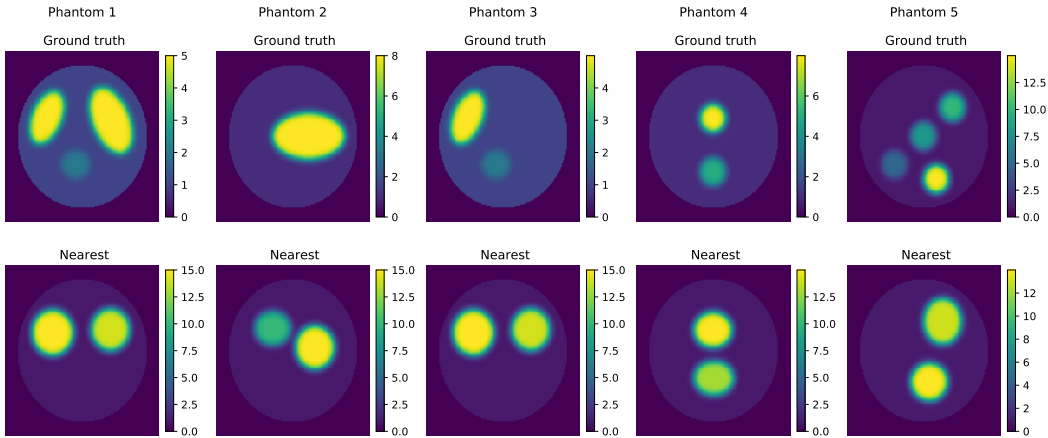 Phantom 1 Phantom 2 Phantom 3 Phantom 4 Phantom 5
Ground truth Ground truth Ground truth Ground truth Ground truth
5 8 4 6 12.5
4 6 3 4 10.0
3 4 2 2 7.5
2 2 1 0 5.0
1 0 0 2.5
0 0.0
Nearest Nearest Nearest Nearest Nearest
15.0 15.0 15.0 12.5 12
12.5 12.5 12.5 10.0 10
10.0 10.0 10.0 7.5 8
7.5 7.5 7.5 5.0 6
5.0 5.0 5.0 2.5 4
2.5 2.5 2.5 0.0 2
0.0 0.0 0.0 0